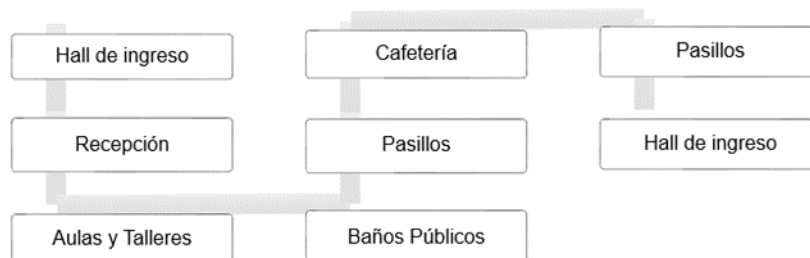 Hall de ingreso
Recepción
Aulas y Talleres
Baños Públicos
Pasillos
Cafetería
Pasillos
Hall de ingreso